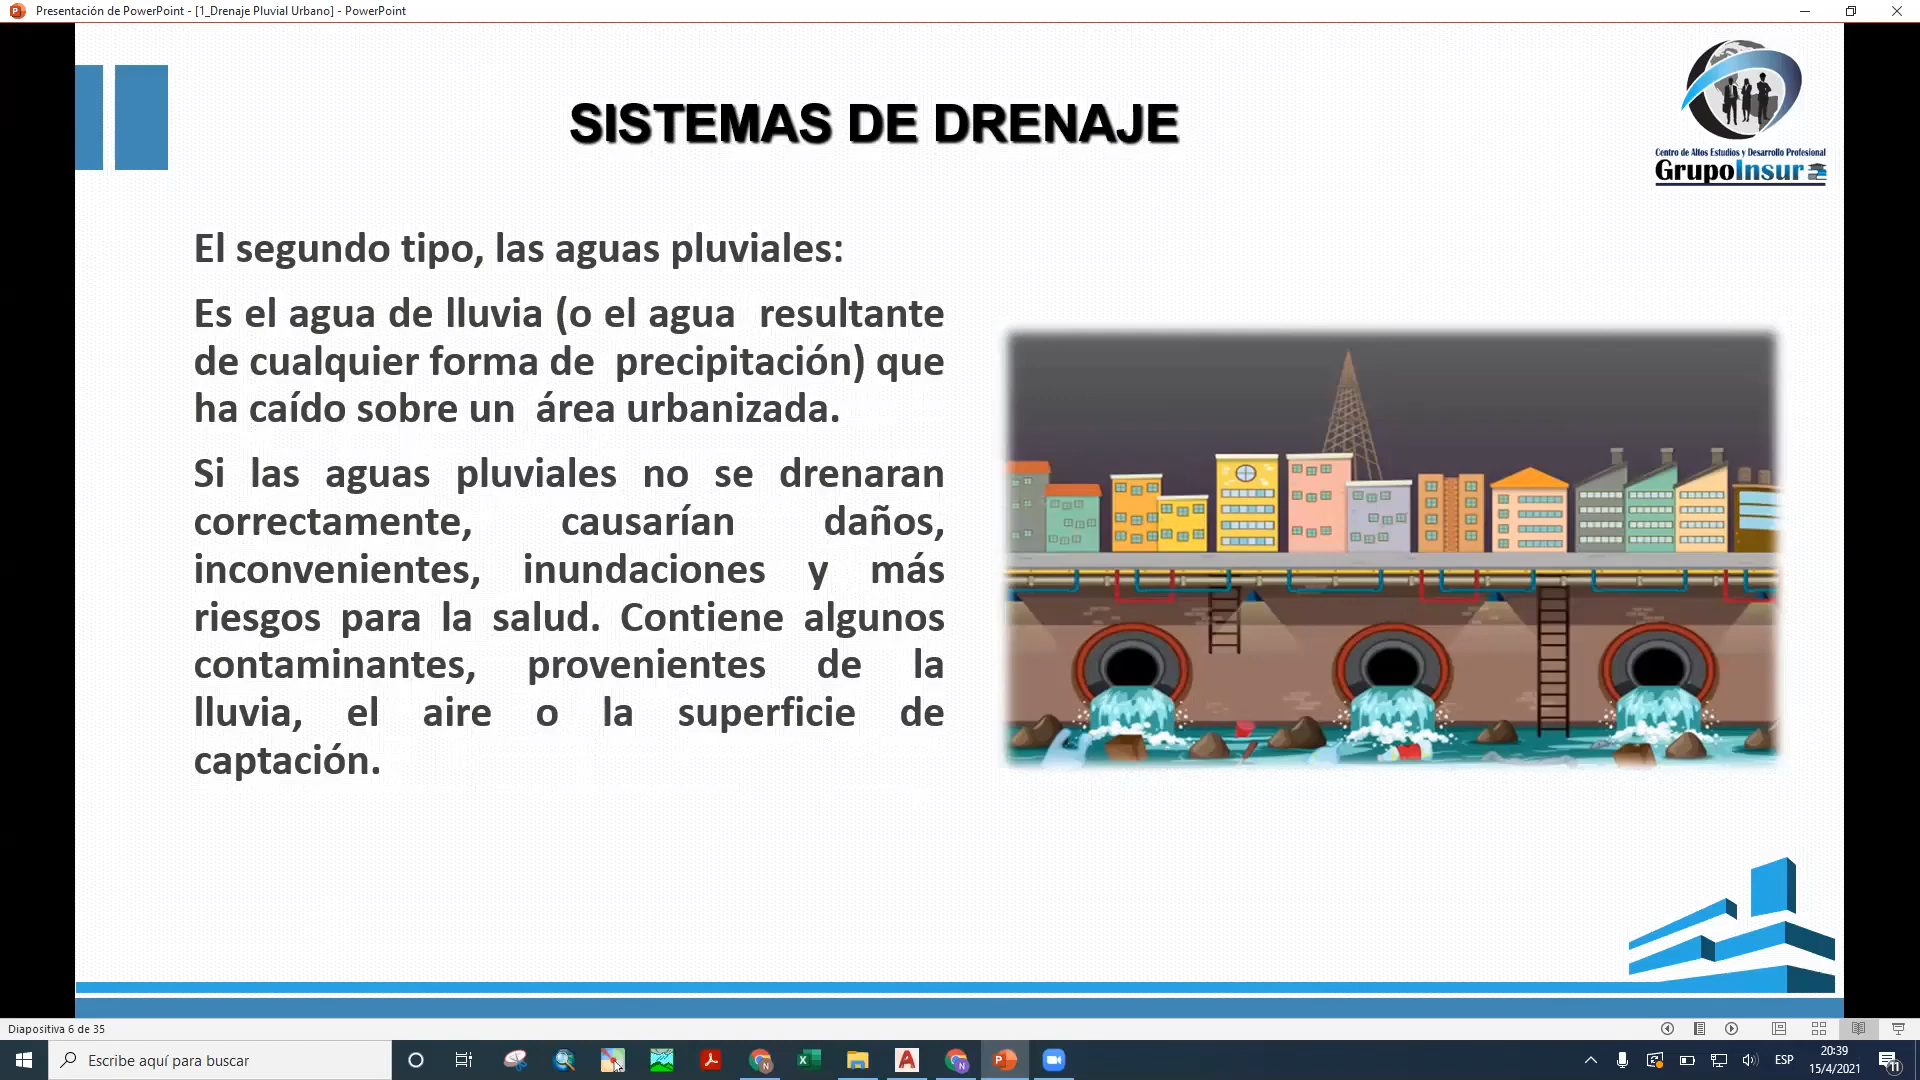 Presentación de PowerPoint - [1_Drenaje Pluvial Urbano] - PowerPoint
SISTEMAS DE DRENAJE
Centro de Altos Estudios y Desarrollo Profesional
GrupoInsur
El segundo tipo, las aguas pluviales:
Es el agua de lluvia (o el agua resultante
de cualquier forma de precipitación) que
ha caído sobre un área urbanizada.
Si las aguas pluviales no se drenaran
correctamente, causarían daños,
inconvenientes, inundaciones y más
riesgos para la salud. Contiene algunos
contaminantes, provenientes de la
lluvia, el aire o la superficie de
captación.
Diapositiva 6 de 35
Escribe aquí para buscar
ESP
20:39
15/4/2021
11